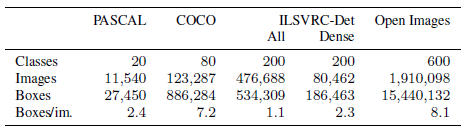 PASCAL COCO ILSVRC-Det Open Images
All Dense
Classes 20 80 200 200 600
Images 11,540 123,287 476,688 80,462 1,910,098
Boxes 27,450 886,284 534,309 186,463 15,440,132
Boxes/im. 2.4 7.2 1.1 2.3 8.1